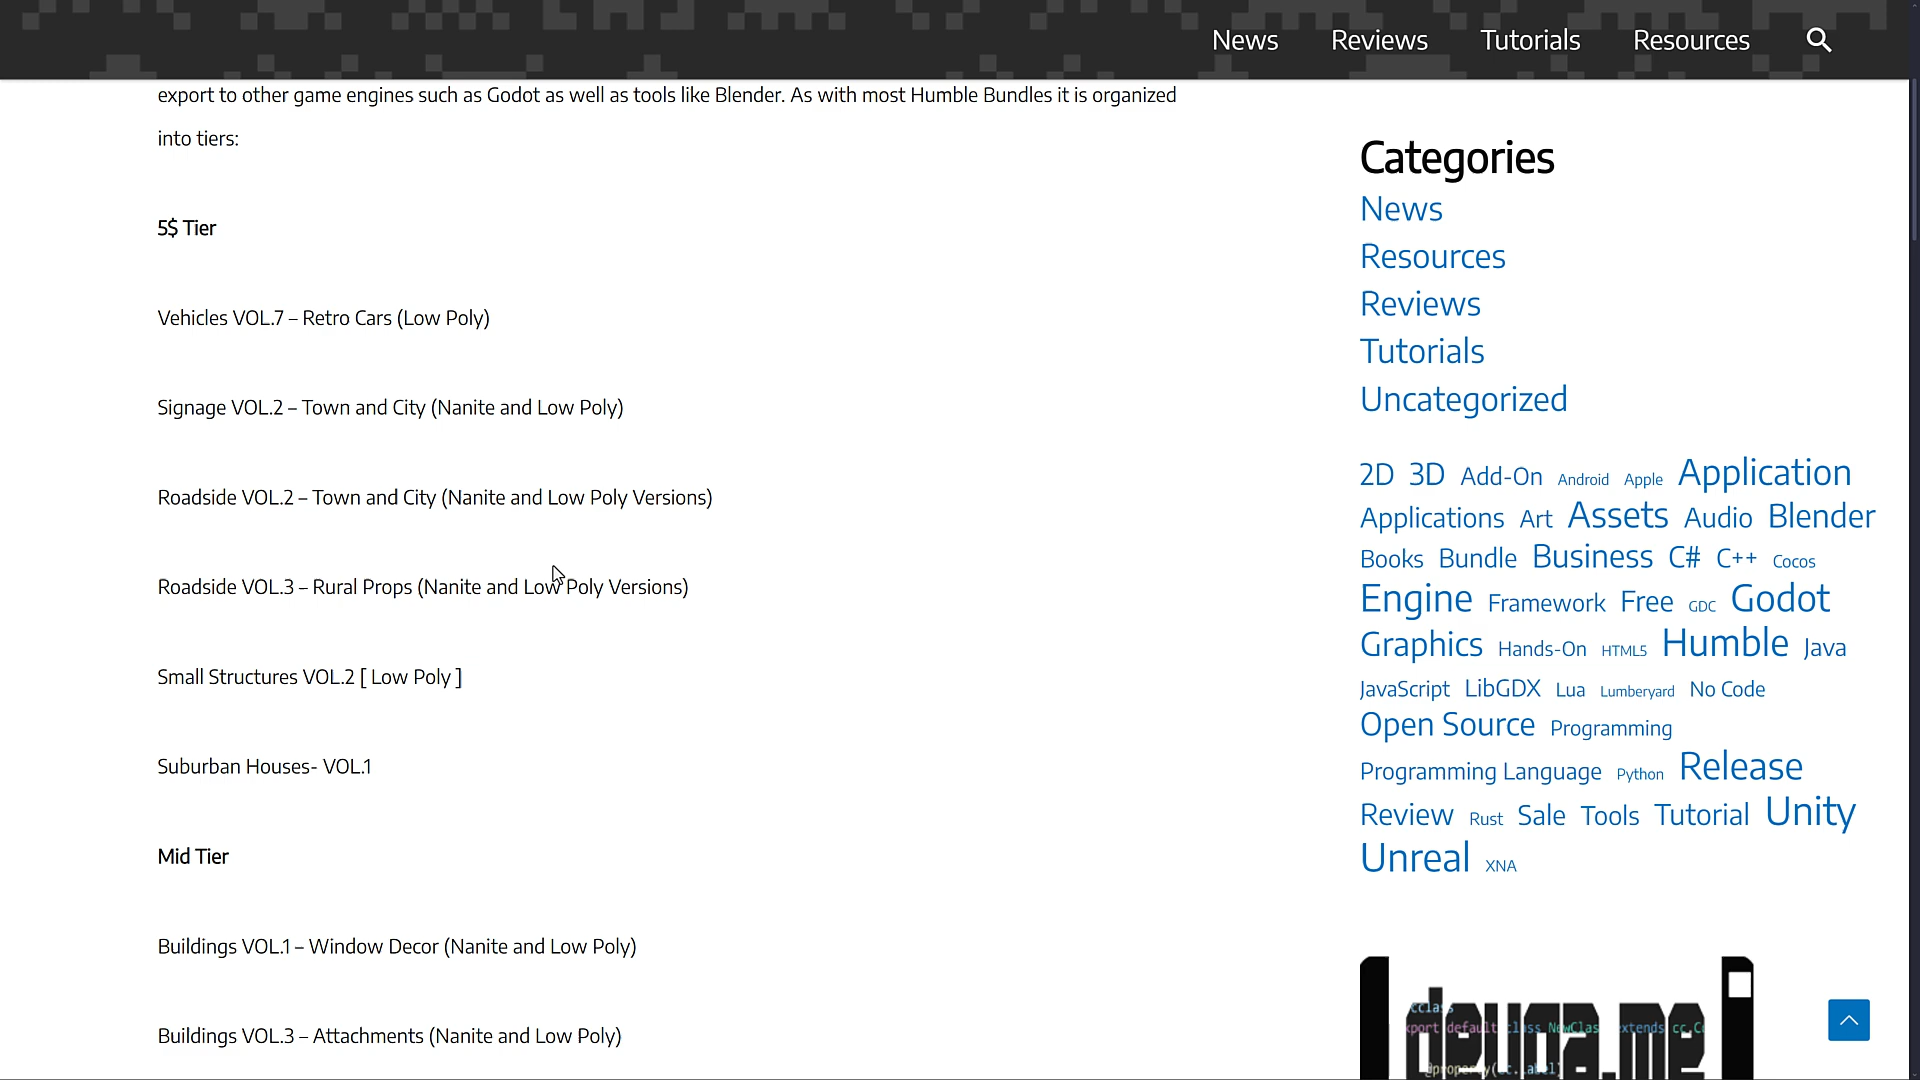 News Reviews Tutorials Resources
export to other game engines such as Godot as well as tools like Blender. As with most Humble Bundles it is organized
into tiers:
5$ Tier
Vehicles VOL.7 – Retro Cars (Low Poly)
Signage VOL.2 – Town and City (Nanite and Low Poly)
Roadside VOL.2 – Town and City (Nanite and Low Poly Versions)
Roadside VOL.3 – Rural Props (Nanite and Low Poly Versions)
Small Structures VOL.2 [ Low Poly ]
Suburban Houses- VOL.1
Mid Tier
Buildings VOL.1 – Window Decor (Nanite and Low Poly)
Buildings VOL.3 – Attachments (Nanite and Low Poly)
Categories
News
Resources
Reviews
Tutorials
Uncategorized
2D 3D Add-On Android Apple Application
Applications Art Assets Audio Blender
Books Bundle Business C# C++ Cocos
Engine Framework Free GDC Godot
Graphics Hands-On HTML5 Humble Java
JavaScript LibGDX Lua Lumberyard No Code
Open Source Programming
Programming Language Python Release
Review Rust Sale Tools Tutorial Unity
Unreal XNA
devga.me